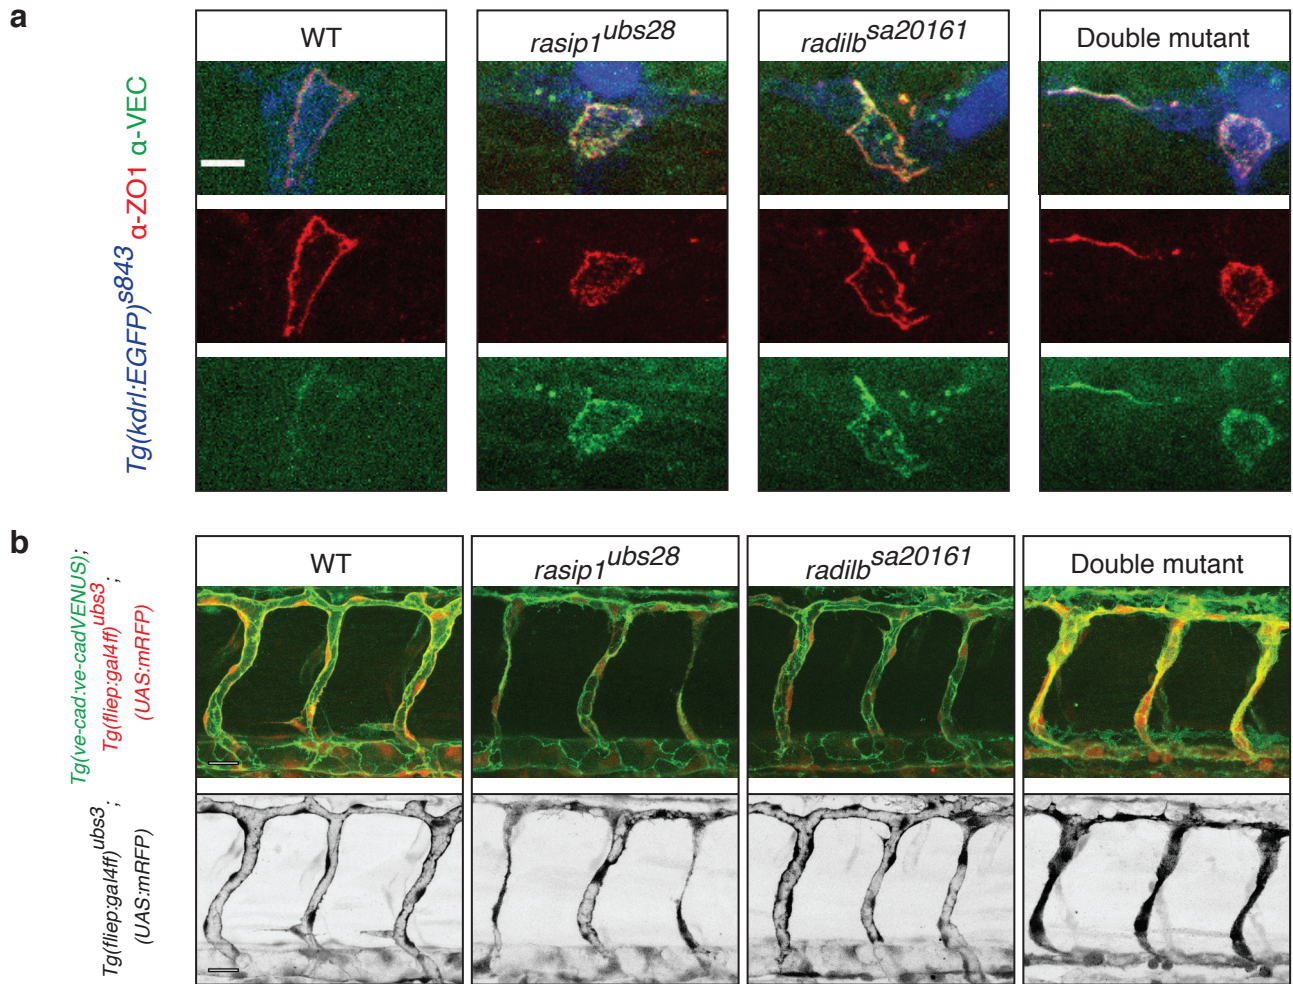 a
WT
rasip1ubs28
radilbsa20161
Double mutant
Tg(kdrl:EGFP)s843 α-ZO1 α-VEC
b
WT
rasip1ubs28
radilbsa20161
Double mutant
Tg(ve-cad:ve-cadVENUS);
Tg(fliep:gal4ff)ubs3;
(UAS:mRFP)
Tg(fliep:gal4ff)ubs3;
(UAS:mRFP)